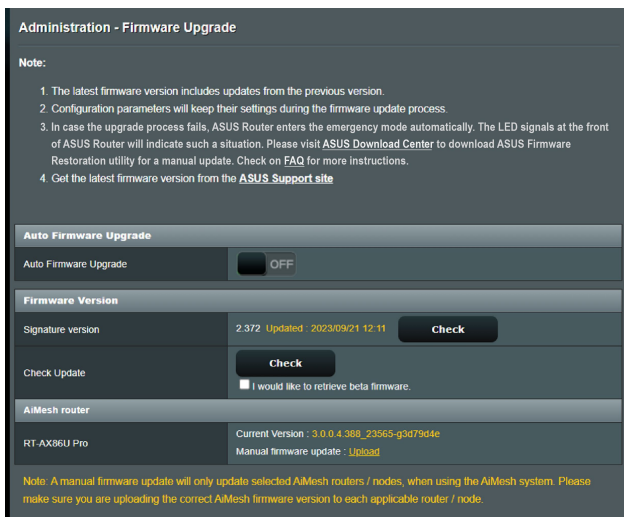 Administration - Firmware Upgrade
Note:
1. The latest firmware version includes updates from the previous version.
2. Configuration parameters will keep their settings during the firmware update process.
3. In case the upgrade process fails, ASUS Router enters the emergency mode automatically. The LED signals at the front
of ASUS Router will indicate such a situation. Please visit ASUS Download Center to download ASUS Firmware
Restoration utility for a manual update. Check on FAQ for more instructions.
4. Get the latest firmware version from the ASUS Support site
Auto Firmware Upgrade
Auto Firmware Upgrade OFF
Firmware Version
Signature version 2.372 Updated : 2023/09/21 12:11 Check
Check Update Check
I would like to retrieve beta firmware.
AiMesh router
RT-AX86U Pro Current Version : 3.0.0.4.388_23565-g3d79d4e
Manual firmware update : Upload
Note: A manual firmware update will only update selected AiMesh routers / nodes, when using the AiMesh system. Please
make sure you are uploading the correct AiMesh firmware version to each applicable router / node.